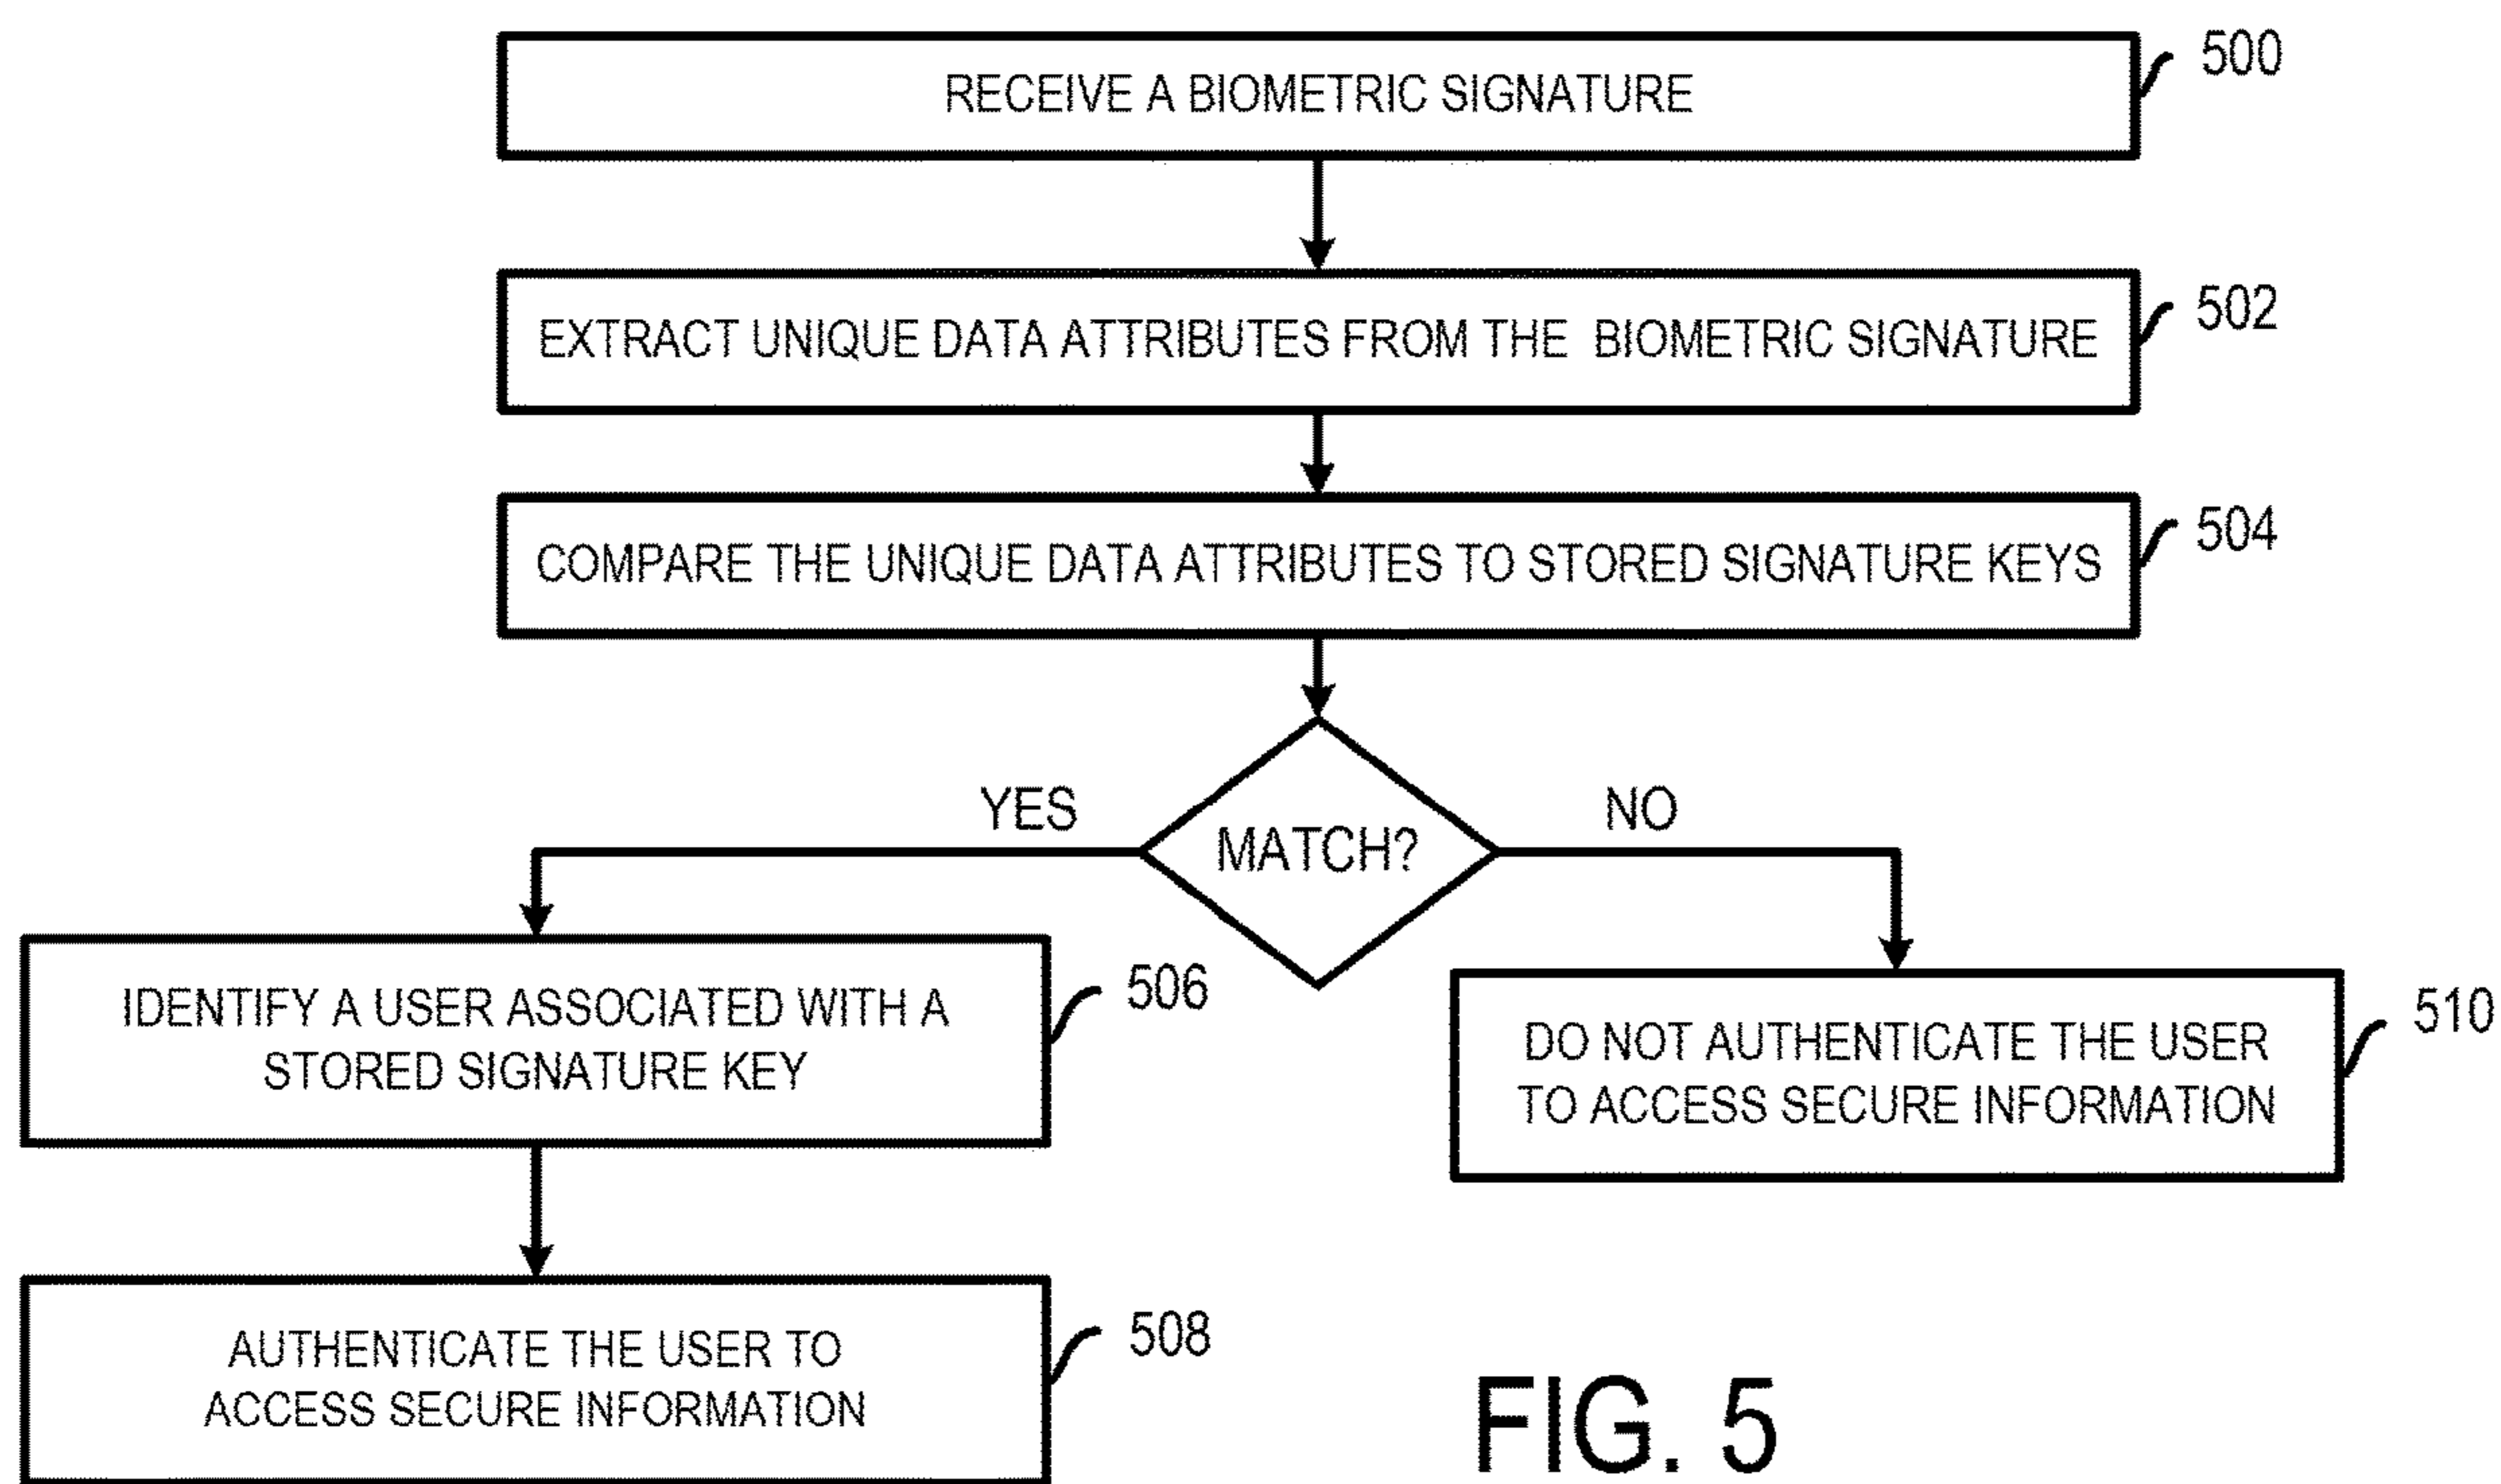 RECEIVE A BIOMETRIC SIGNATURE
500
EXTRACT UNIQUE DATA ATTRIBUTES FROM THE BIOMETRIC SIGNATURE
502
COMPARE THE UNIQUE DATA ATTRIBUTES TO STORED SIGNATURE KEYS
504
YES
MATCH?
NO
IDENTIFY A USER ASSOCIATED WITH A
STORED SIGNATURE KEY
506
DO NOT AUTHENTICATE THE USER
TO ACCESS SECURE INFORMATION
510
AUTHENTICATE THE USER TO
ACCESS SECURE INFORMATION
508
FIG. 5